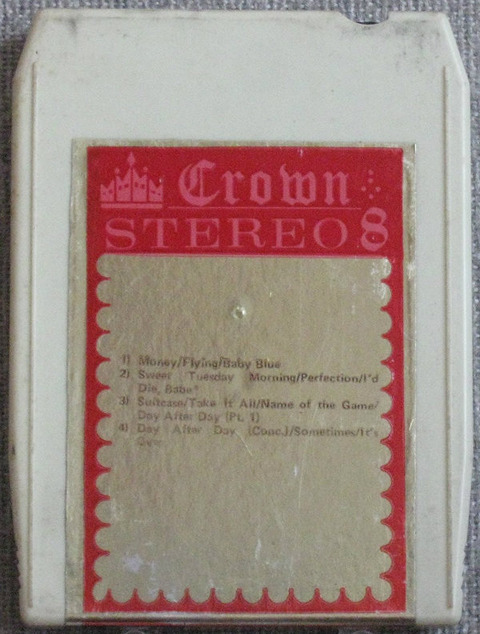 Crown
STEREO 8
1) Money/Flying/Baby Blue
2) Sweet Tuesday Morning/Perfection/I'd
Die, Babe"
3) Suitcase/Take It All/Name of the Game/
Day After Day (Pt. 1)
4) Day After Day (Conc.)/Sometimes/It's
Over